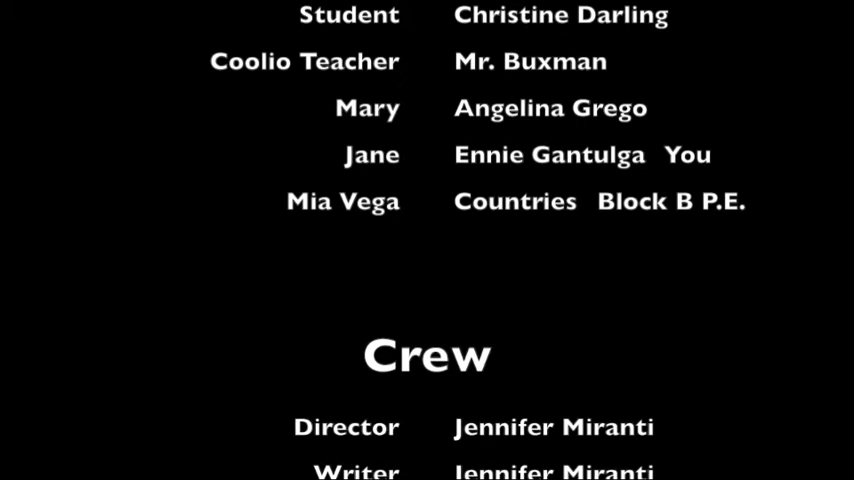 Student Christine Darling
Coolio Teacher Mr. Buxman
Mary Angelina Grego
Jane Ennie Gantulga You
Mia Vega Countries Block B P.E.
Crew
Director Jennifer Miranti
Writer Jennifer Miranti